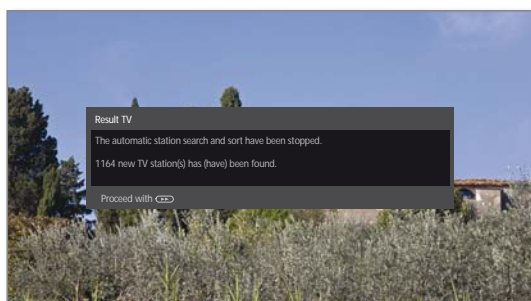 Result TV
The automatic station search and sort have been stopped.
1164 new TV station(s) has (have) been found.
Proceed with